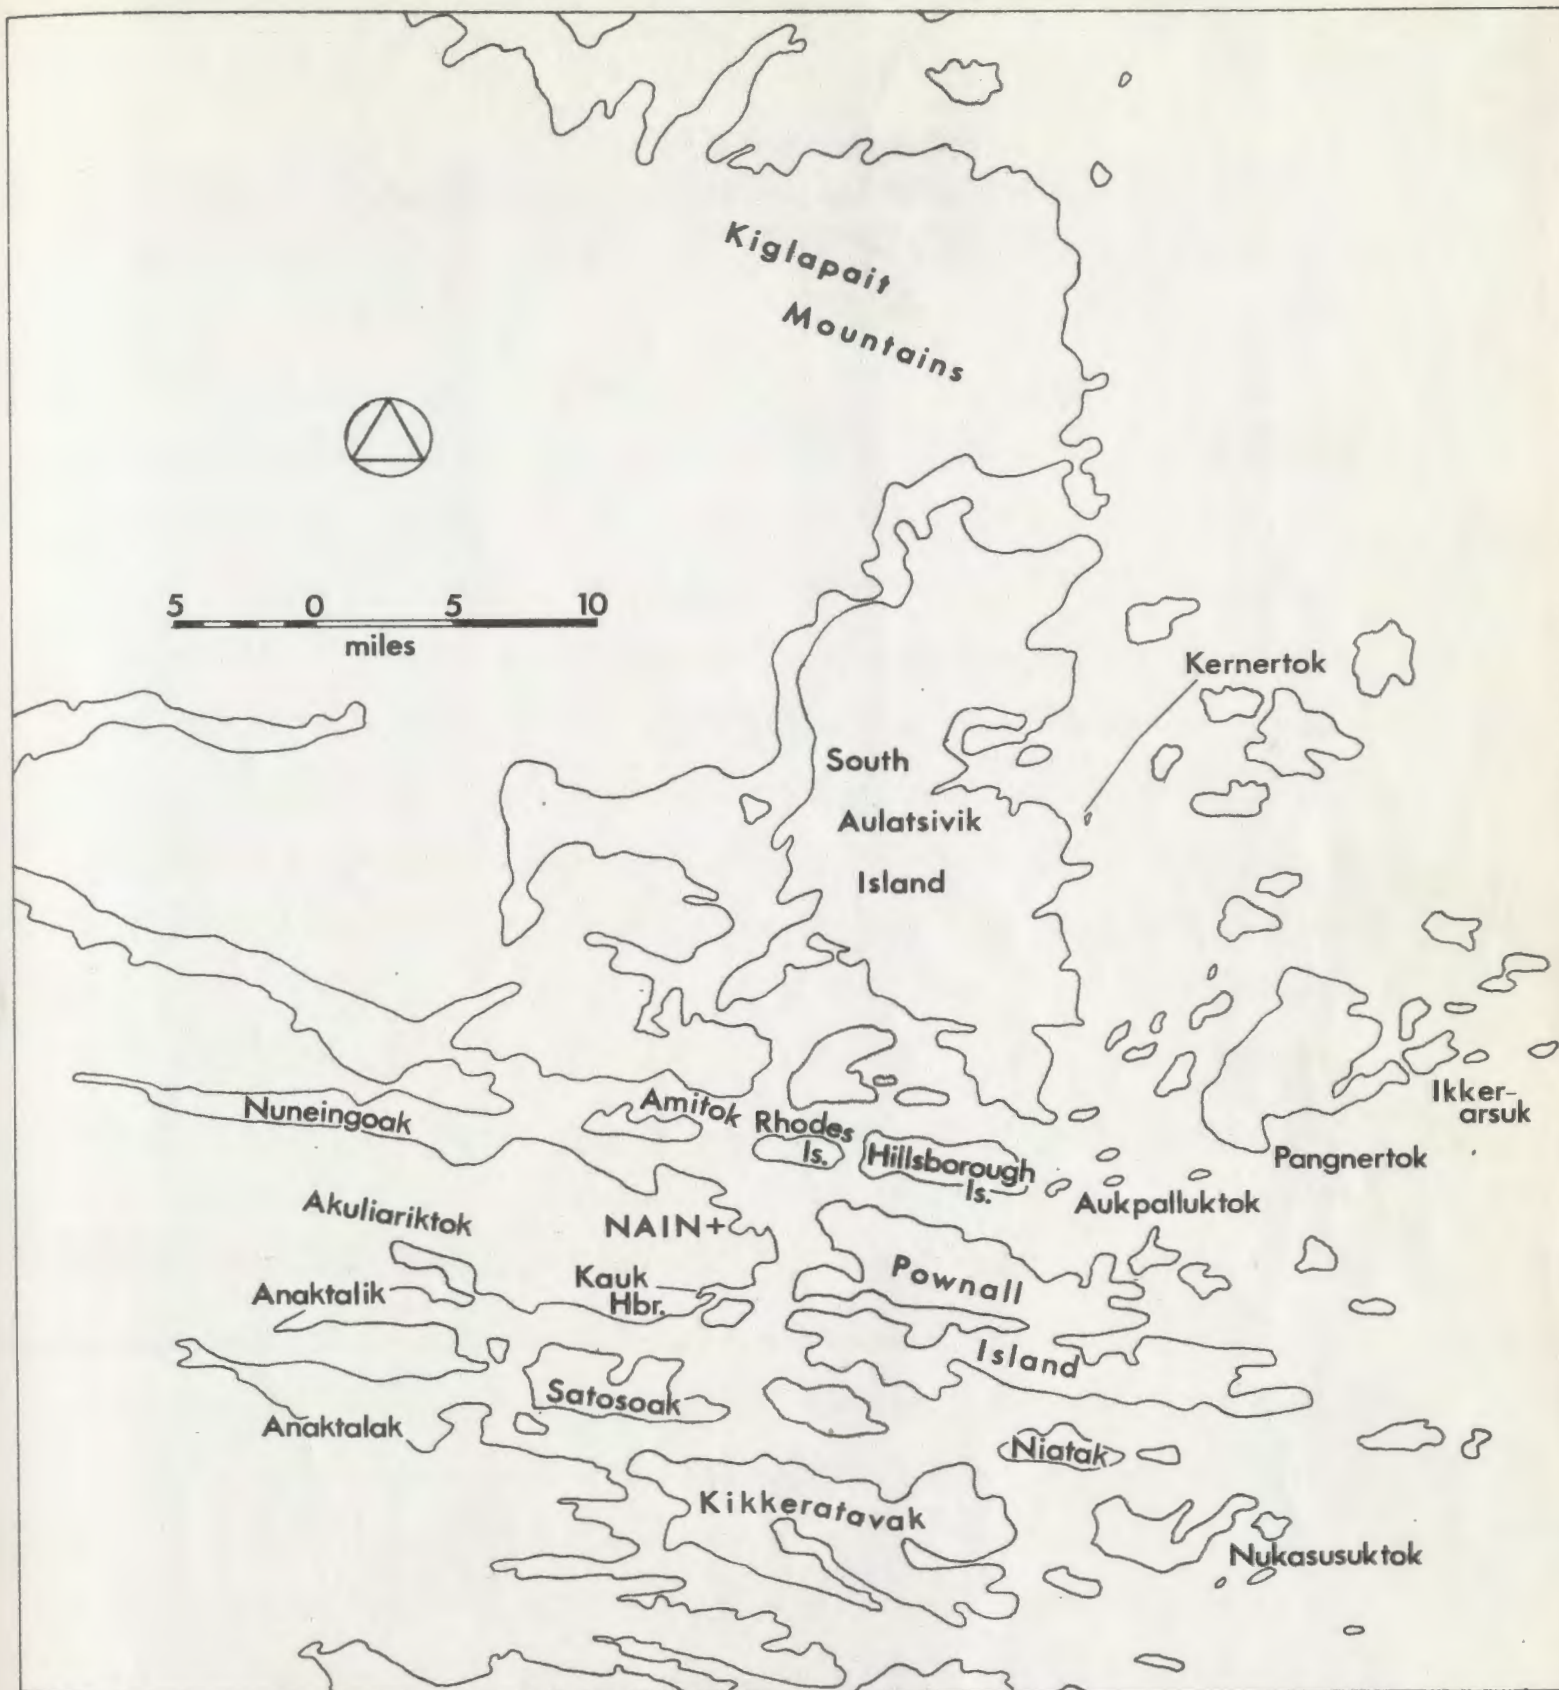 Kiglapait
Mountains
5 0 5 10
miles
Kernertok
South
Aulatsivik
Island
Ikker-
arsuk
Nuneingoak
Amitok
Rhodes
Is.
Hillsborough
Is.
Pangnertok
Aukpalluktok
Akuliariktok
NAIN+
Pownall
Island
Kauk
Hbr.
Anaktalik
Satosoak
Anaktalak
Niatak
Kikkeratavak
Nukasusuktok